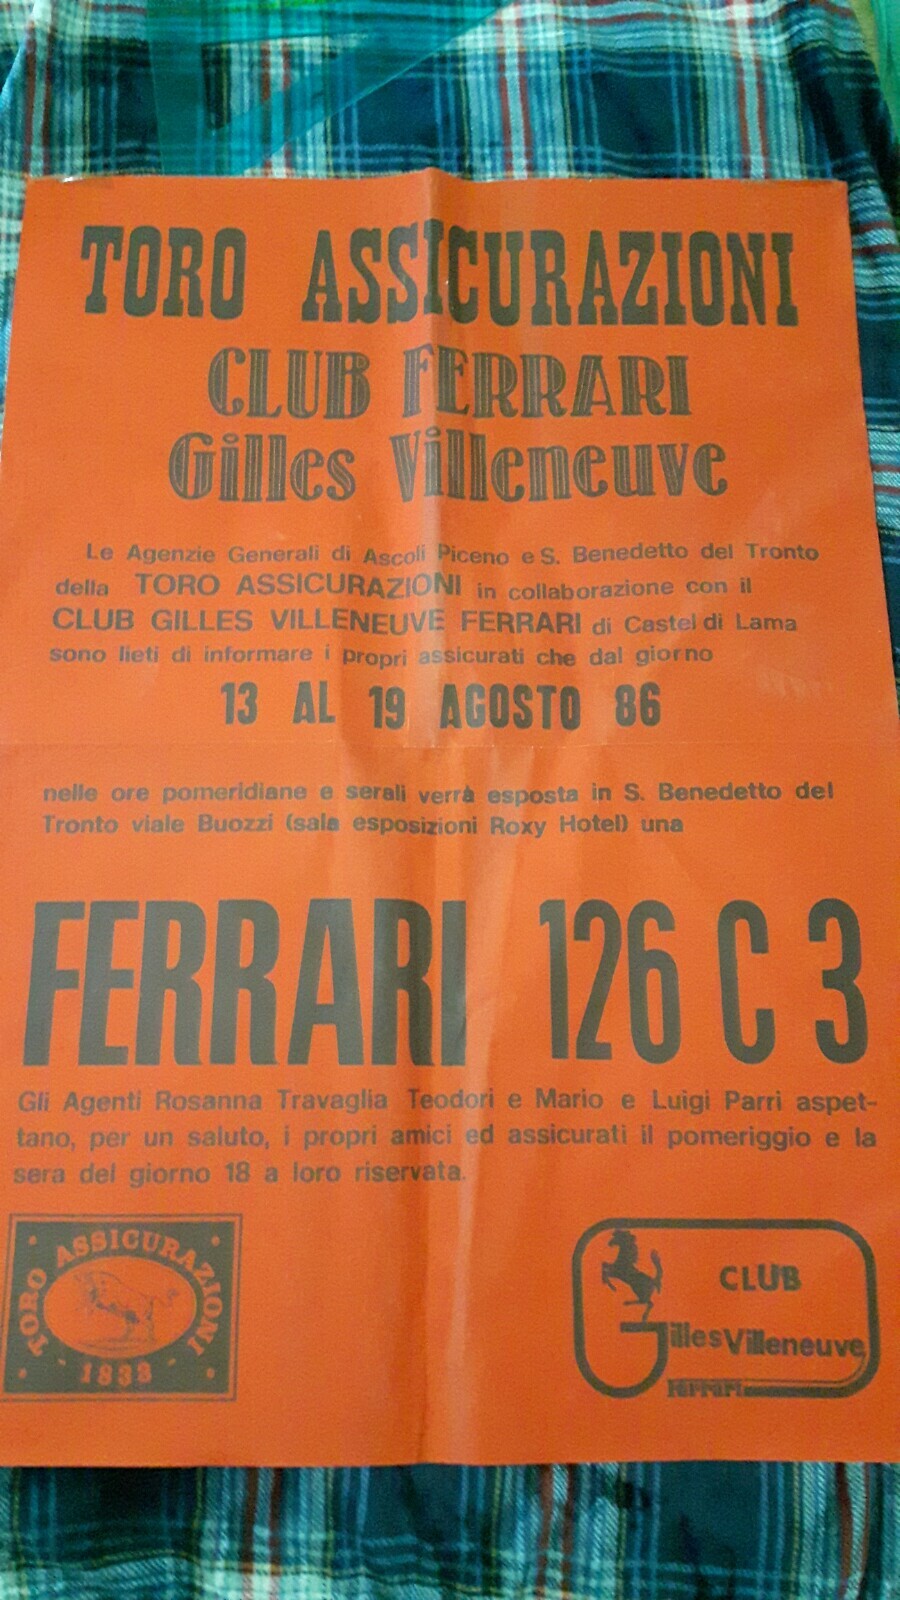 TORO ASSICURAZIONI
CLUB FERRARI
Gilles Villeneuve
Le Agenzie Generali di Ascoli Piceno e S. Benedetto del Tronto
della TORO ASSICURAZIONI in collaborazione con il
CLUB GILLES VILLENEUVE FERRARI di Castel di Lama
sono lieti di informare i propri assicurati che dal giorno
13 AL 19 AGOSTO 86
nelle ore pomeridiane e serali verrà esposta in S. Benedetto del
Tronto viale Buozzi (sala esposizioni Roxy Hotel) una
FERRARI 126 C 3
Gli Agenti Rosanna Travaglia Teodori e Mario e Luigi Parri aspet-
tano, per un saluto, i propri amici ed assicurati il pomeriggio e la
sera del giorno 18 a loro riservata.
TORO ASSICURAZIONI
- 1833 -
CLUB
Gilles Villeneuve
Ferrari